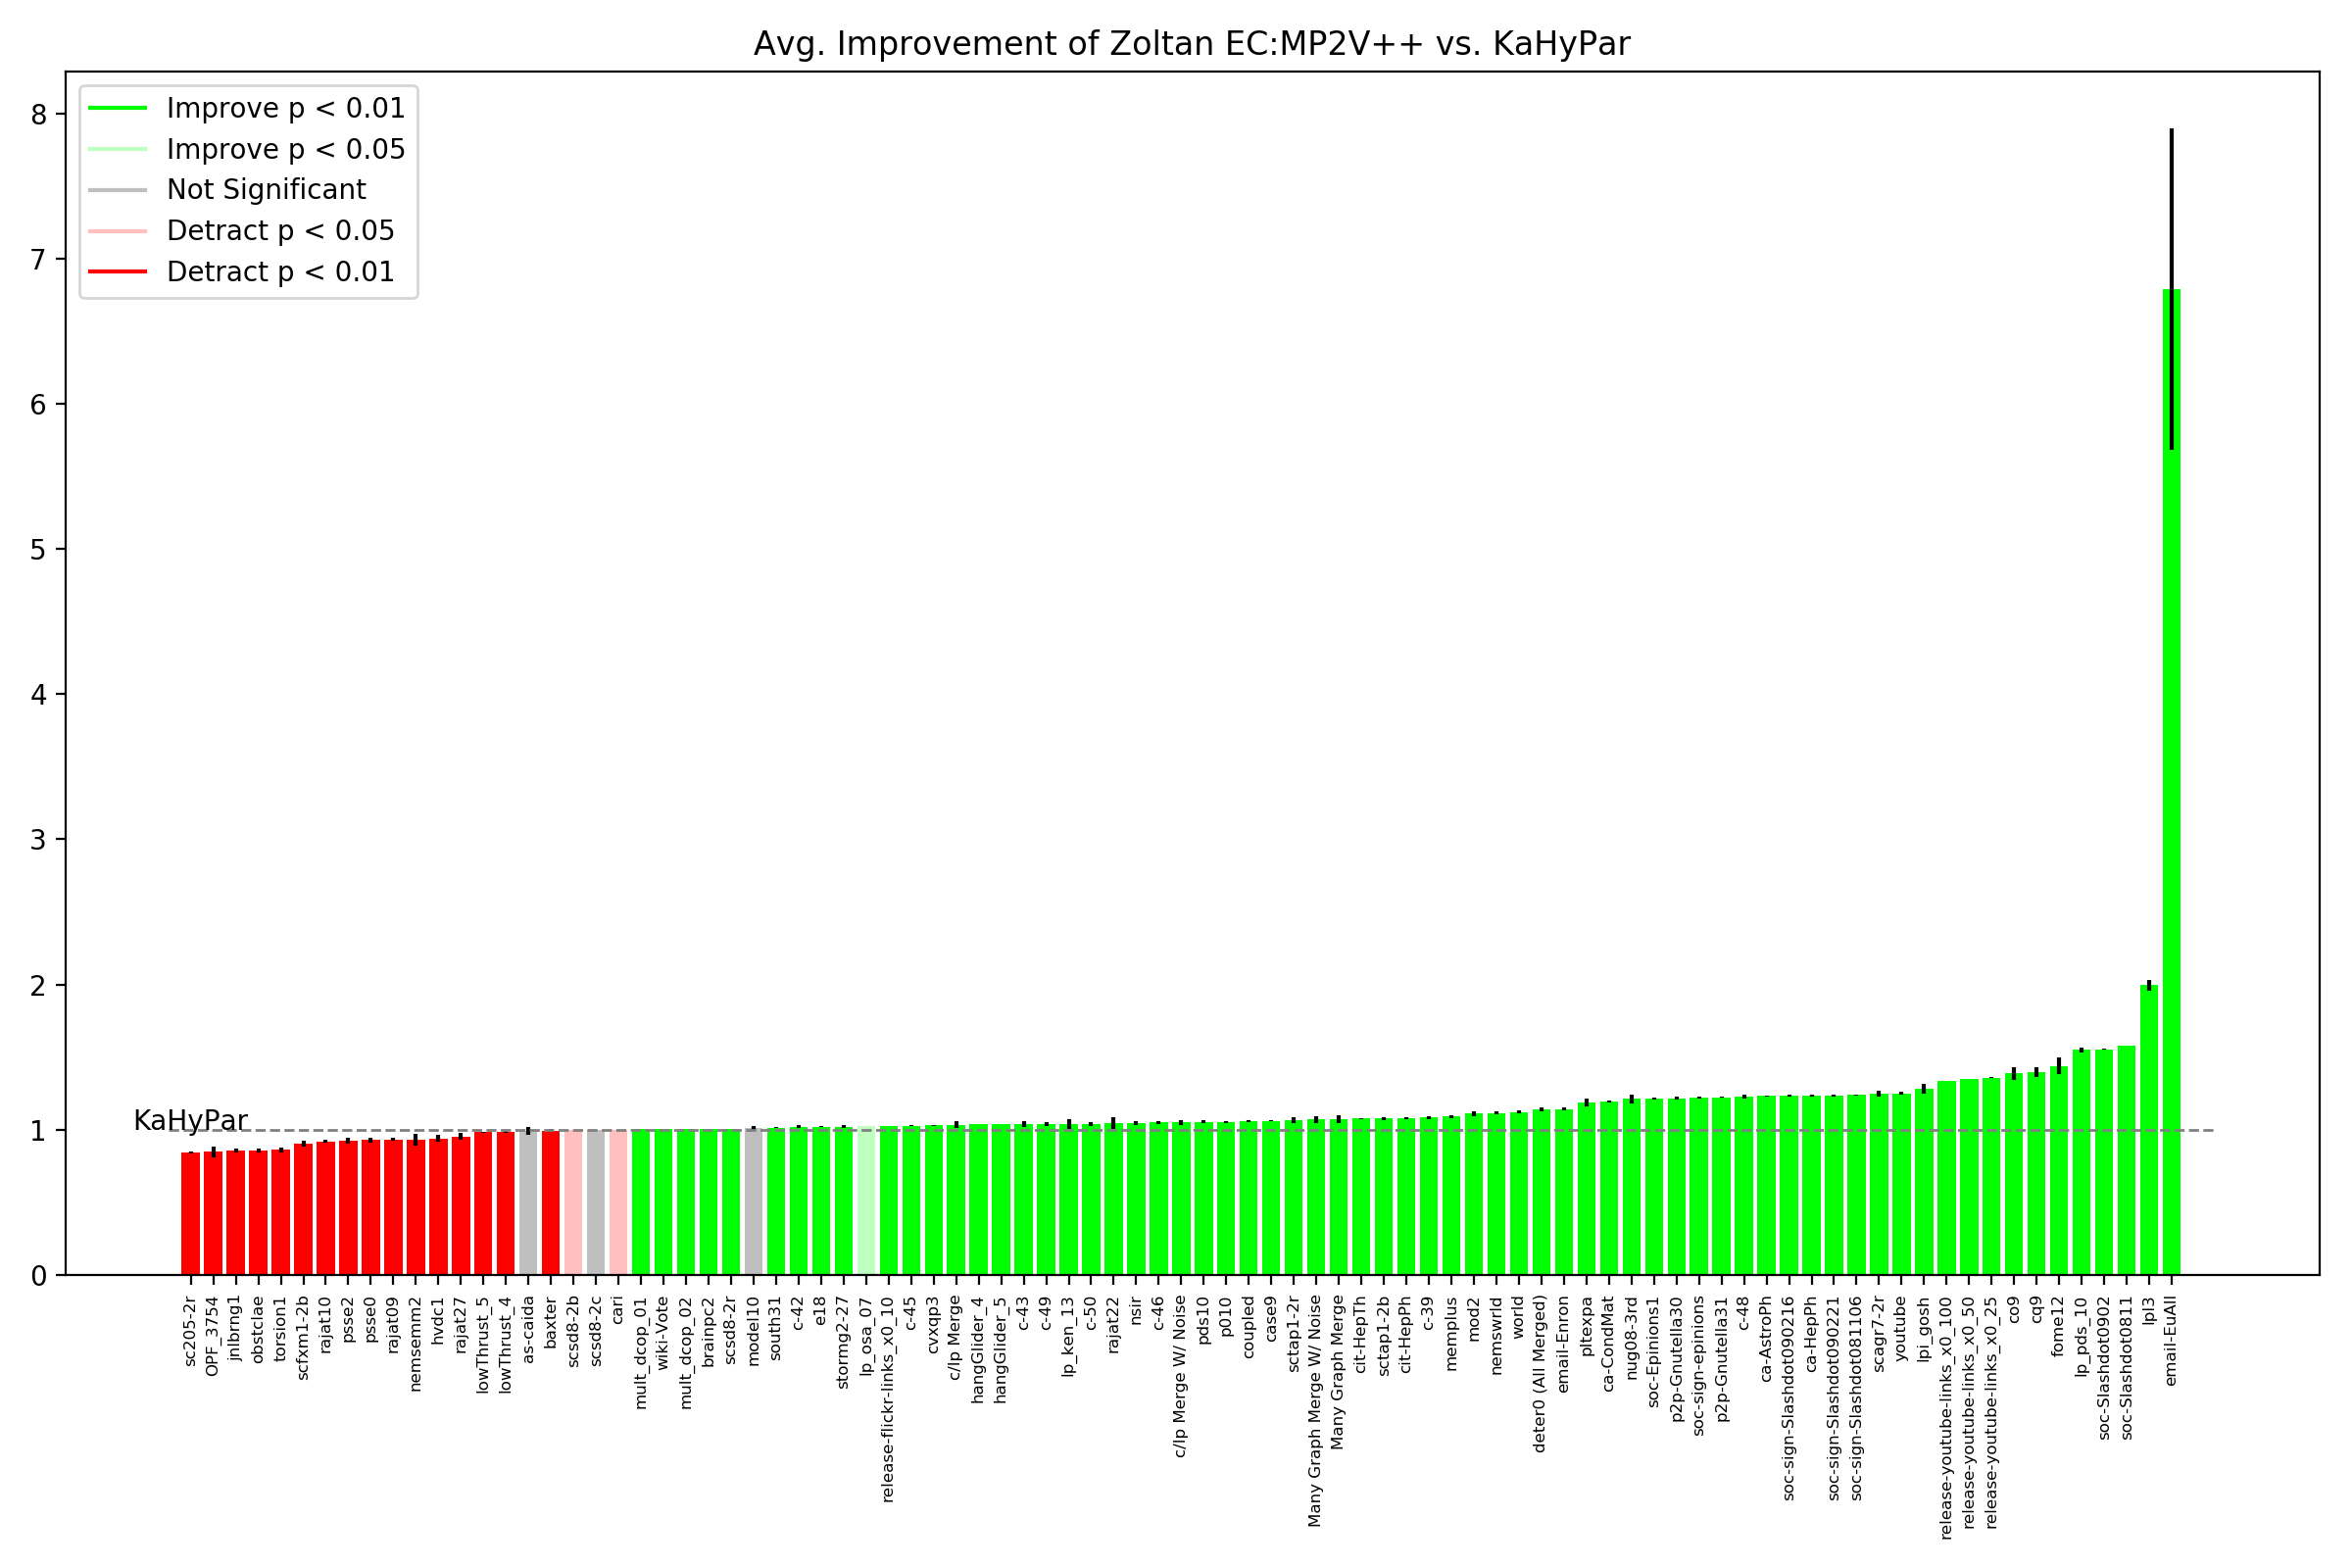 Avg. Improvement of Zoltan EC:MP2V++ vs. KaHyPar
Improve p < 0.01
Improve p < 0.05
Not Significant
Detract p < 0.05
Detract p < 0.01
8
7
6
5
4
3
2
1
0
KaHyPar
sc205-2r
OPF_3754
jnlbrng1
obstclae
torsion1
scfxm1-2b
rajat10
psse2
psse0
rajat09
nemsemm2
hvdc1
rajat27
lowThrust_5
lowThrust_4
as-caida
baxter
scsd8-2b
scsd8-2c
cari
mult_dcop_01
wiki-Vote
mult_dcop_02
brainpc2
scsd8-2r
model10
south31
c-42
e18
stormg2-27
lp_osa_07
release-flickr-links_x0_10
c-45
cvxqp3
c/lp Merge
hangGlider_4
hangGlider_5
c-43
c-49
lp_ken_13
c-50
rajat22
nsir
c-46
c/lp Merge W/ Noise
pds10
p010
coupled
case9
sctap1-2r
Many Graph Merge W/ Noise
Many Graph Merge
cit-HepTh
sctap1-2b
cit-HepPh
c-39
memplus
mod2
nemswrld
world
deter0 (All Merged)
email-Enron
pltexpa
ca-CondMat
nug08-3rd
soc-Epinions1
p2p-Gnutella30
soc-sign-epinions
p2p-Gnutella31
c-48
ca-AstroPh
soc-sign-Slashdot090216
ca-HepPh
soc-sign-Slashdot090221
soc-sign-Slashdot081106
scagr7-2r
youtube
lpi_gosh
release-youtube-links_x0_100
release-youtube-links_x0_50
release-youtube-links_x0_25
co9
cq9
fome12
lp_pds_10
soc-Slashdot0902
soc-Slashdot0811
lpl3
email-EuAll